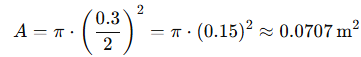 A = π · (0.3/2)² = π · (0.15)² ≈ 0.0707 m²